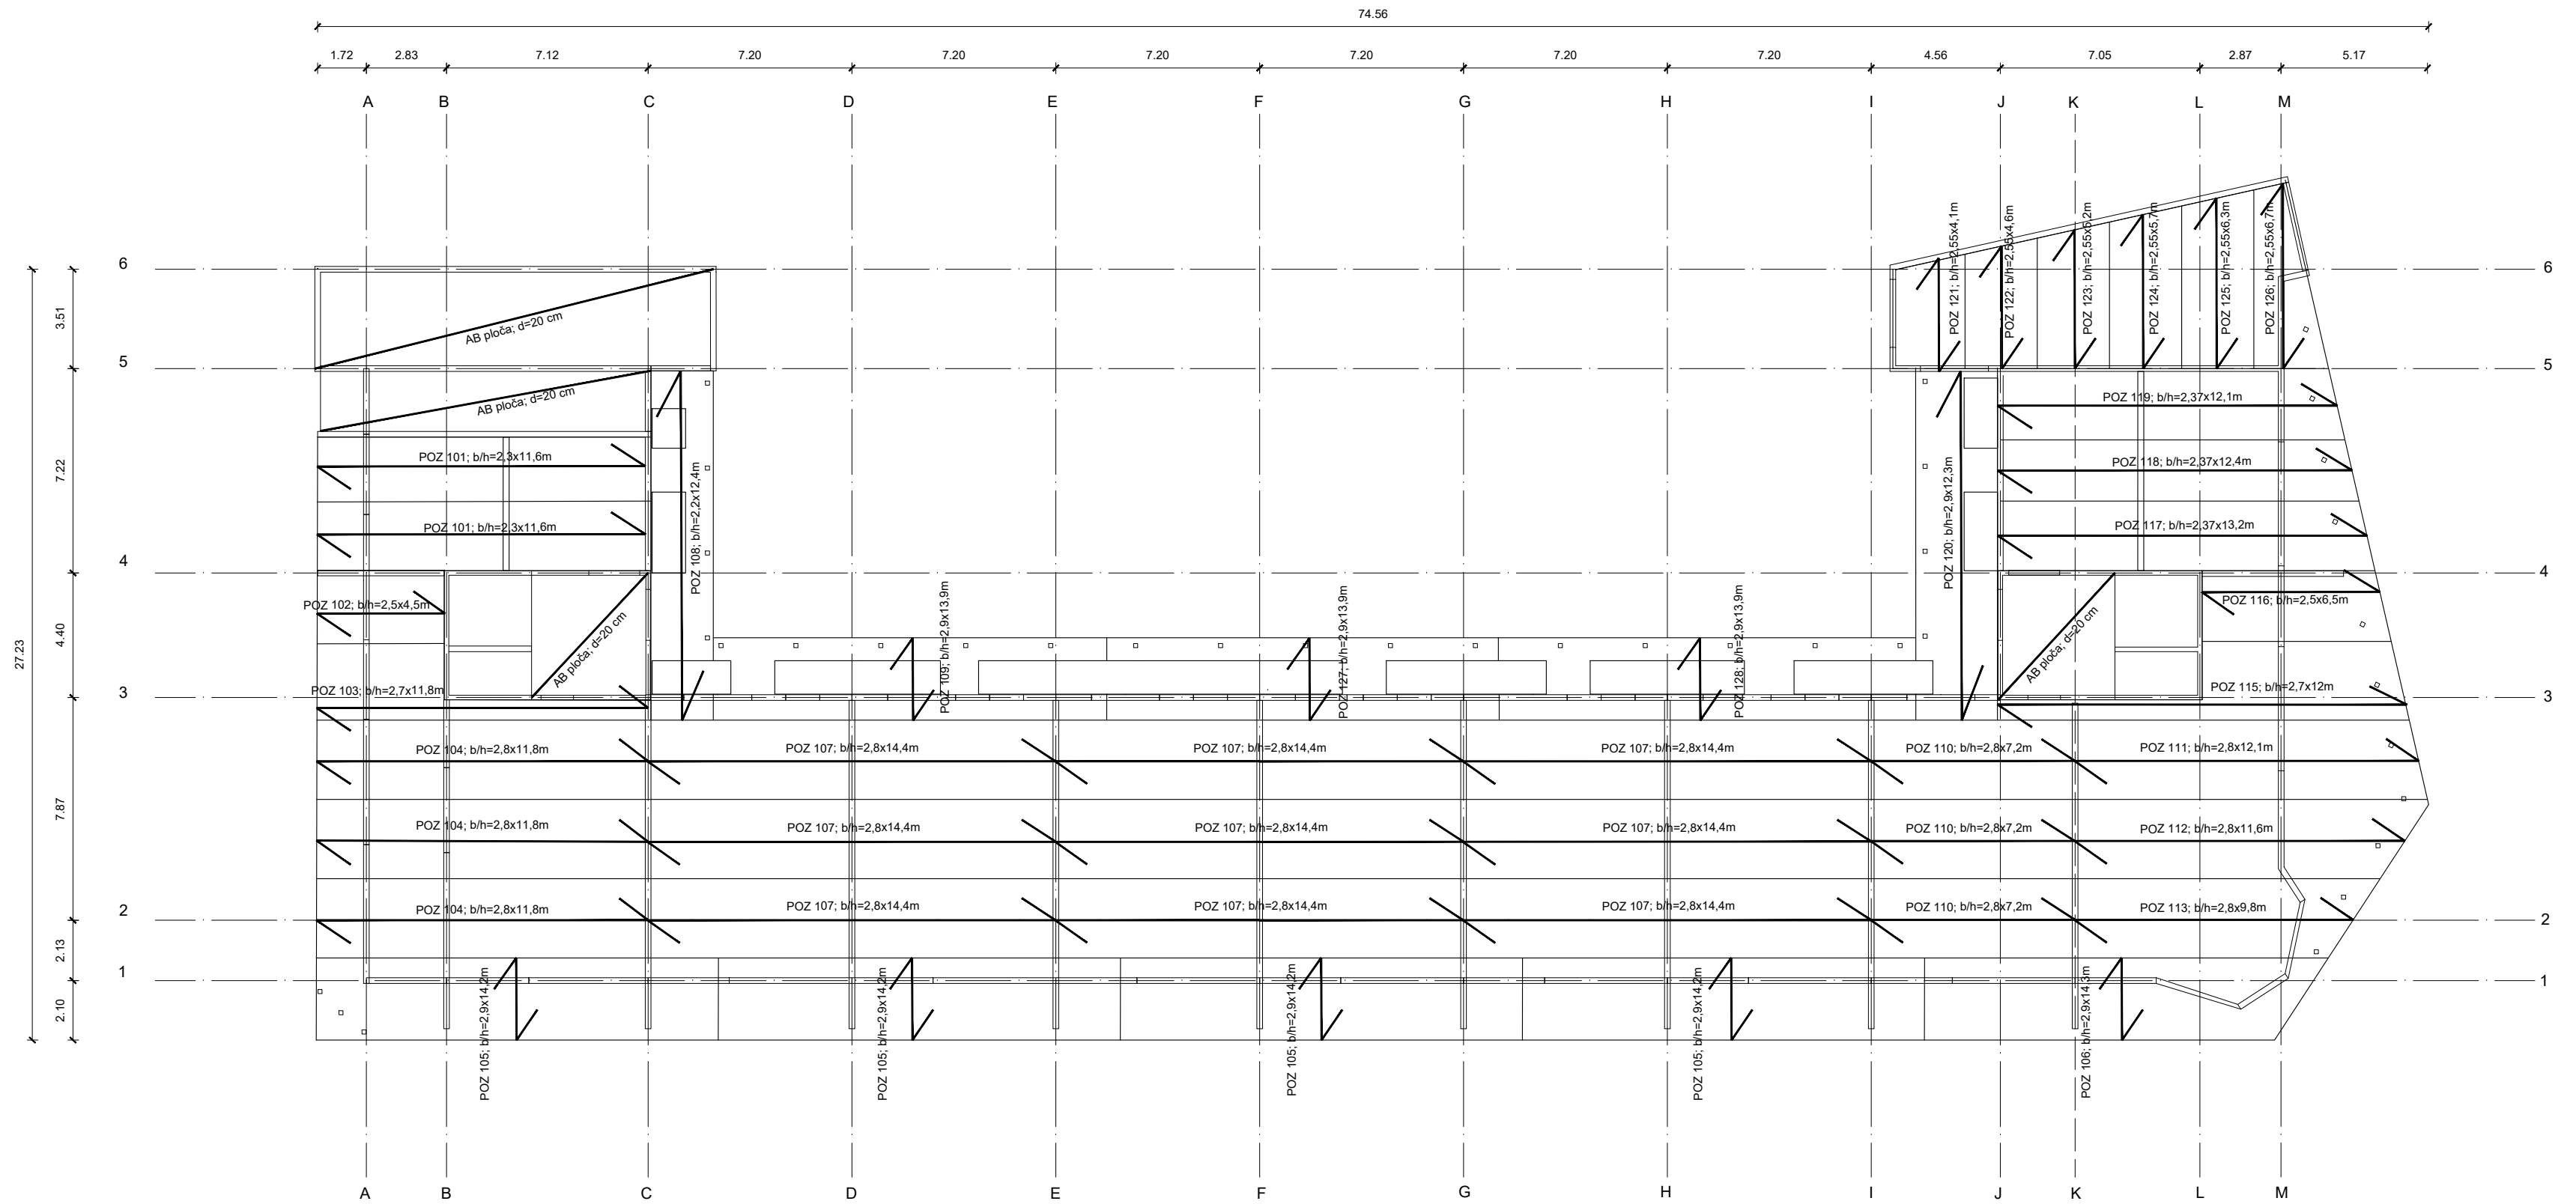 74.56
1.72 2.83 7.12 7.20 7.20 7.20 7.20 7.20 7.20 4.56 7.05 2.87 5.17
A B C D E F G H I J K L M
6 6
5 5
4 4
3 3
2 2
1 1
27.23
3.51
7.22
4.40
7.87
2.13
2.10
AB ploča; d=20 cm
AB ploča; d=20 cm
POZ 101; b/h=2,3x11,6m
POZ 101; b/h=2,3x11,6m
POZ 102; b/h=2,5x4,5m
AB ploča; d=20 cm
POZ 103; b/h=2,7x11,8m
POZ 108; b/h=2,2x12,4m
POZ 109; b/h=2,9x13,9m
POZ 127; b/h=2,9x13,9m
POZ 128; b/h=2,9x13,9m
POZ 120; b/h=2,9x12,3m
POZ 121; b/h=2,55x4,1m
POZ 122; b/h=2,55x4,6m
POZ 123; b/h=2,55x5,2m
POZ 124; b/h=2,55x5,7m
POZ 125; b/h=2,55x6,3m
POZ 126; b/h=2,55x6,7m
POZ 119; b/h=2,37x12,1m
POZ 118; b/h=2,37x12,4m
POZ 117; b/h=2,37x13,2m
POZ 116; b/h=2,5x6,5m
AB ploča; d=20 cm
POZ 115; b/h=2,7x12m
POZ 104; b/h=2,8x11,8m POZ 107; b/h=2,8x14,4m POZ 107; b/h=2,8x14,4m POZ 107; b/h=2,8x14,4m POZ 110; b/h=2,8x7,2m POZ 111; b/h=2,8x12,1m
POZ 104; b/h=2,8x11,8m POZ 107; b/h=2,8x14,4m POZ 107; b/h=2,8x14,4m POZ 107; b/h=2,8x14,4m POZ 110; b/h=2,8x7,2m POZ 112; b/h=2,8x11,6m
POZ 104; b/h=2,8x11,8m POZ 107; b/h=2,8x14,4m POZ 107; b/h=2,8x14,4m POZ 107; b/h=2,8x14,4m POZ 110; b/h=2,8x7,2m POZ 113; b/h=2,8x9,8m
POZ 105; b/h=2,9x14,2m
POZ 105; b/h=2,9x14,2m
POZ 105; b/h=2,9x14,2m
POZ 105; b/h=2,9x14,2m
POZ 106; b/h=2,9x14,3m
A B C D E F G H I J K L M